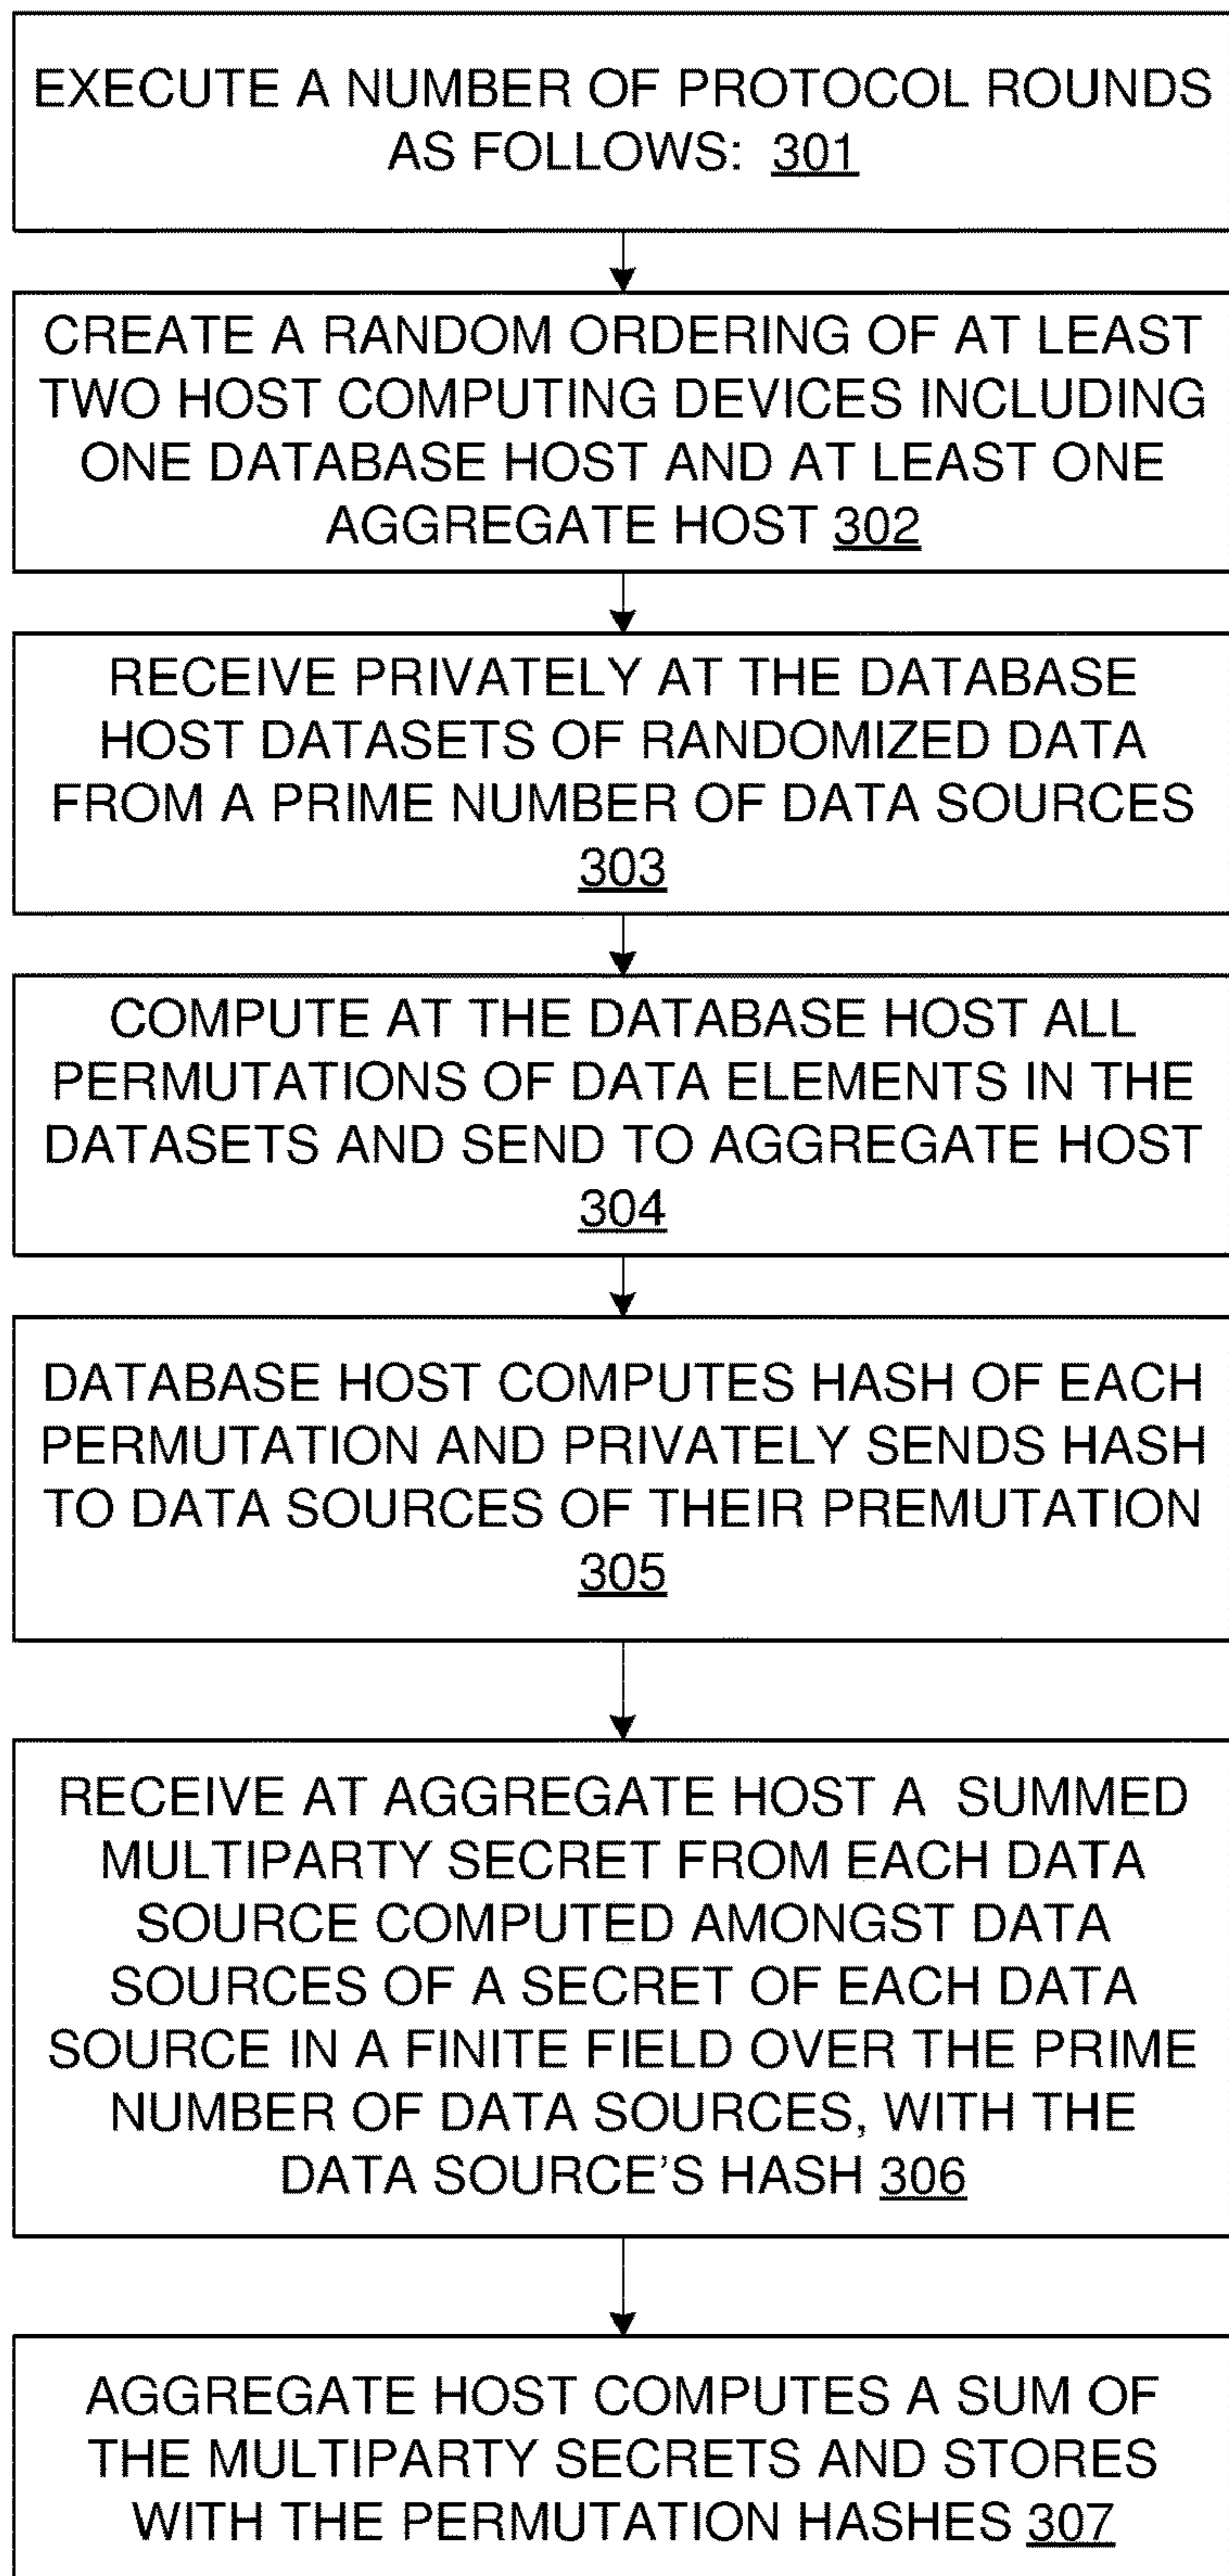 EXECUTE A NUMBER OF PROTOCOL ROUNDS
AS FOLLOWS: 301
CREATE A RANDOM ORDERING OF AT LEAST
TWO HOST COMPUTING DEVICES INCLUDING
ONE DATABASE HOST AND AT LEAST ONE
AGGREGATE HOST 302
RECEIVE PRIVATELY AT THE DATABASE
HOST DATASETS OF RANDOMIZED DATA
FROM A PRIME NUMBER OF DATA SOURCES
303
COMPUTE AT THE DATABASE HOST ALL
PERMUTATIONS OF DATA ELEMENTS IN THE
DATASETS AND SEND TO AGGREGATE HOST
304
DATABASE HOST COMPUTES HASH OF EACH
PERMUTATION AND PRIVATELY SENDS HASH
TO DATA SOURCES OF THEIR PREMUTATION
305
RECEIVE AT AGGREGATE HOST A SUMMED
MULTIPARTY SECRET FROM EACH DATA
SOURCE COMPUTED AMONGST DATA
SOURCES OF A SECRET OF EACH DATA
SOURCE IN A FINITE FIELD OVER THE PRIME
NUMBER OF DATA SOURCES, WITH THE
DATA SOURCE'S HASH 306
AGGREGATE HOST COMPUTES A SUM OF
THE MULTIPARTY SECRETS AND STORES
WITH THE PERMUTATION HASHES 307